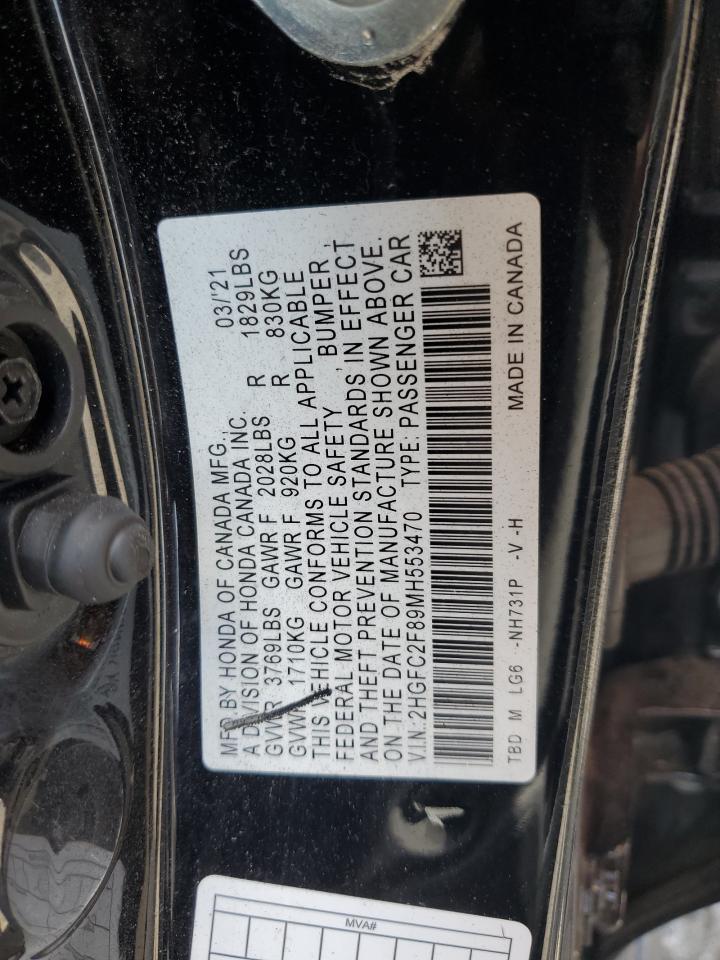 MFD BY HONDA OF CANADA MFG., 03/'21
A DIVISION OF HONDA CANADA INC.
GVWR 3769LBS GAWR F 2028LBS R 1829LBS
GVWR 1710KG GAWR F 920KG R 830KG
THIS VEHICLE CONFORMS TO ALL APPLICABLE
FEDERAL MOTOR VEHICLE SAFETY, BUMPER,
AND THEFT PREVENTION STANDARDS IN EFFECT
ON THE DATE OF MANUFACTURE SHOWN ABOVE.
V.I.N:2HGFC2F89MH553470 TYPE: PASSENGER CAR
TBD M LG6 -NH731P -V -H MADE IN CANADA
MVA#